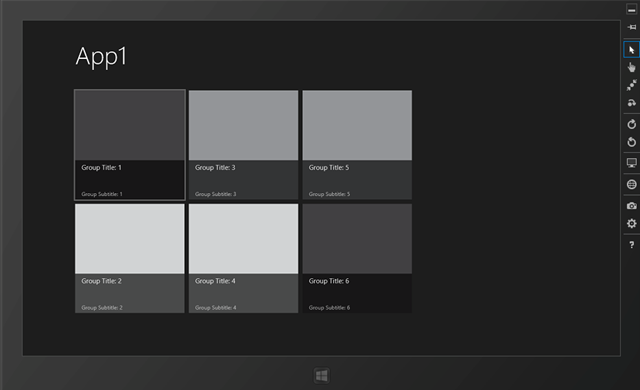 App1
Group Title: 1
Group Subtitle: 1
Group Title: 3
Group Subtitle: 3
Group Title: 5
Group Subtitle: 5
Group Title: 2
Group Subtitle: 2
Group Title: 4
Group Subtitle: 4
Group Title: 6
Group Subtitle: 6
?